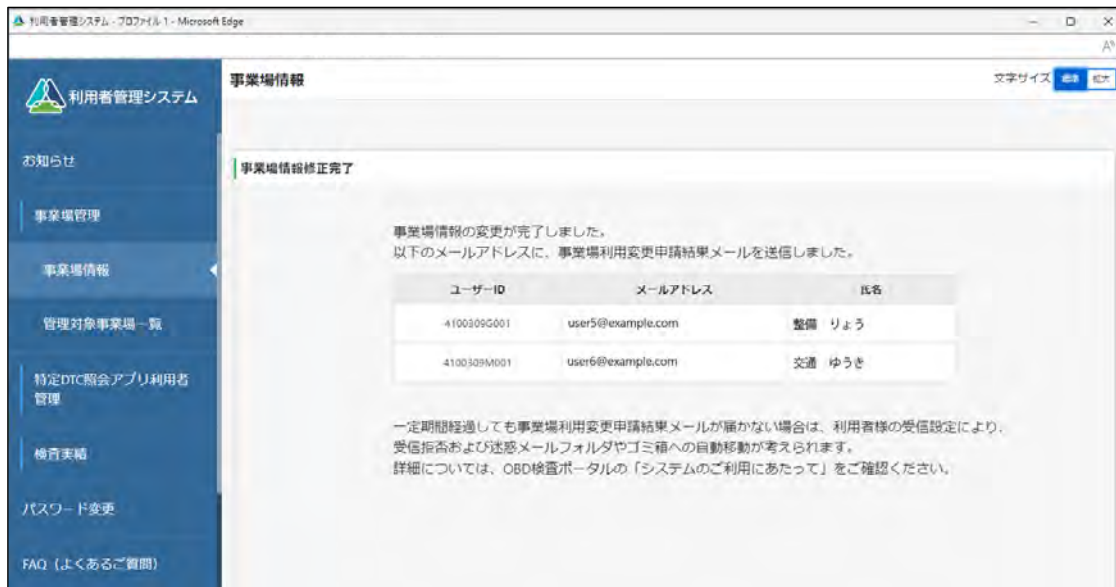 利用者管理システム - プロファイル 1 - Microsoft Edge
利用者管理システム
事業場情報
文字サイズ 標準 拡大
お知らせ
事業場管理
事業場情報
管理対象事業場一覧
特定DTC照会アプリ利用者
管理
検査実績
パスワード変更
FAQ（よくあるご質問）
事業場情報修正完了
事業場情報の変更が完了しました。
以下のメールアドレスに、事業場利用変更申請結果メールを送信しました。
ユーザーID メールアドレス 氏名
4100309G001 user5@example.com 整備 りょう
4100309M001 user6@example.com 交通 ゆうき
一定期間経過しても事業場利用変更申請結果メールが届かない場合は、利用者様の受信設定により、
受信拒否および迷惑メールフォルダやゴミ箱への自動移動が考えられます。
詳細については、OBD検査ポータルの「システムのご利用にあたって」をご確認ください。